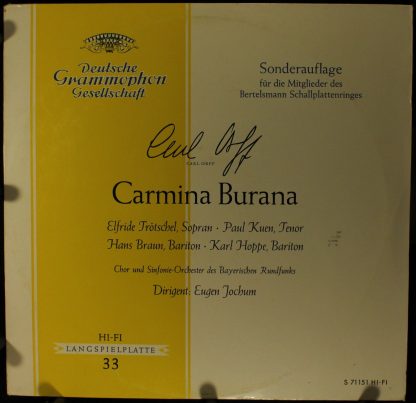 Deutsche
Grammophon
Gesellschaft
Sonderauflage
für die Mitglieder des
Bertelsmann Schallplattenringes
Carl Orff
CARL ORFF
Carmina Burana
Elfride Trötschel, Sopran · Paul Kuen, Tenor
Hans Braun, Bariton · Karl Hoppe, Bariton
Chor und Sinfonie-Orchester des Bayerischen Rundfunks
Dirigent: Eugen Jochum
HI-FI
LANGSPIELPLATTE
33
S 71151 HI-FI